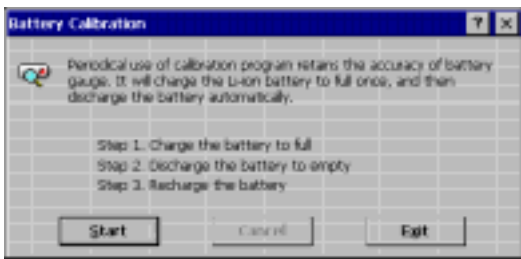 Battery Calibration
Periodical use of calibration program retains the accuracy of battery
gauge. It will charge the Li-ion battery to full once, and then
discharge the battery automatically.
Step 1. Charge the battery to full
Step 2. Discharge the battery to empty
Step 3. Recharge the battery
Start Cancel Exit